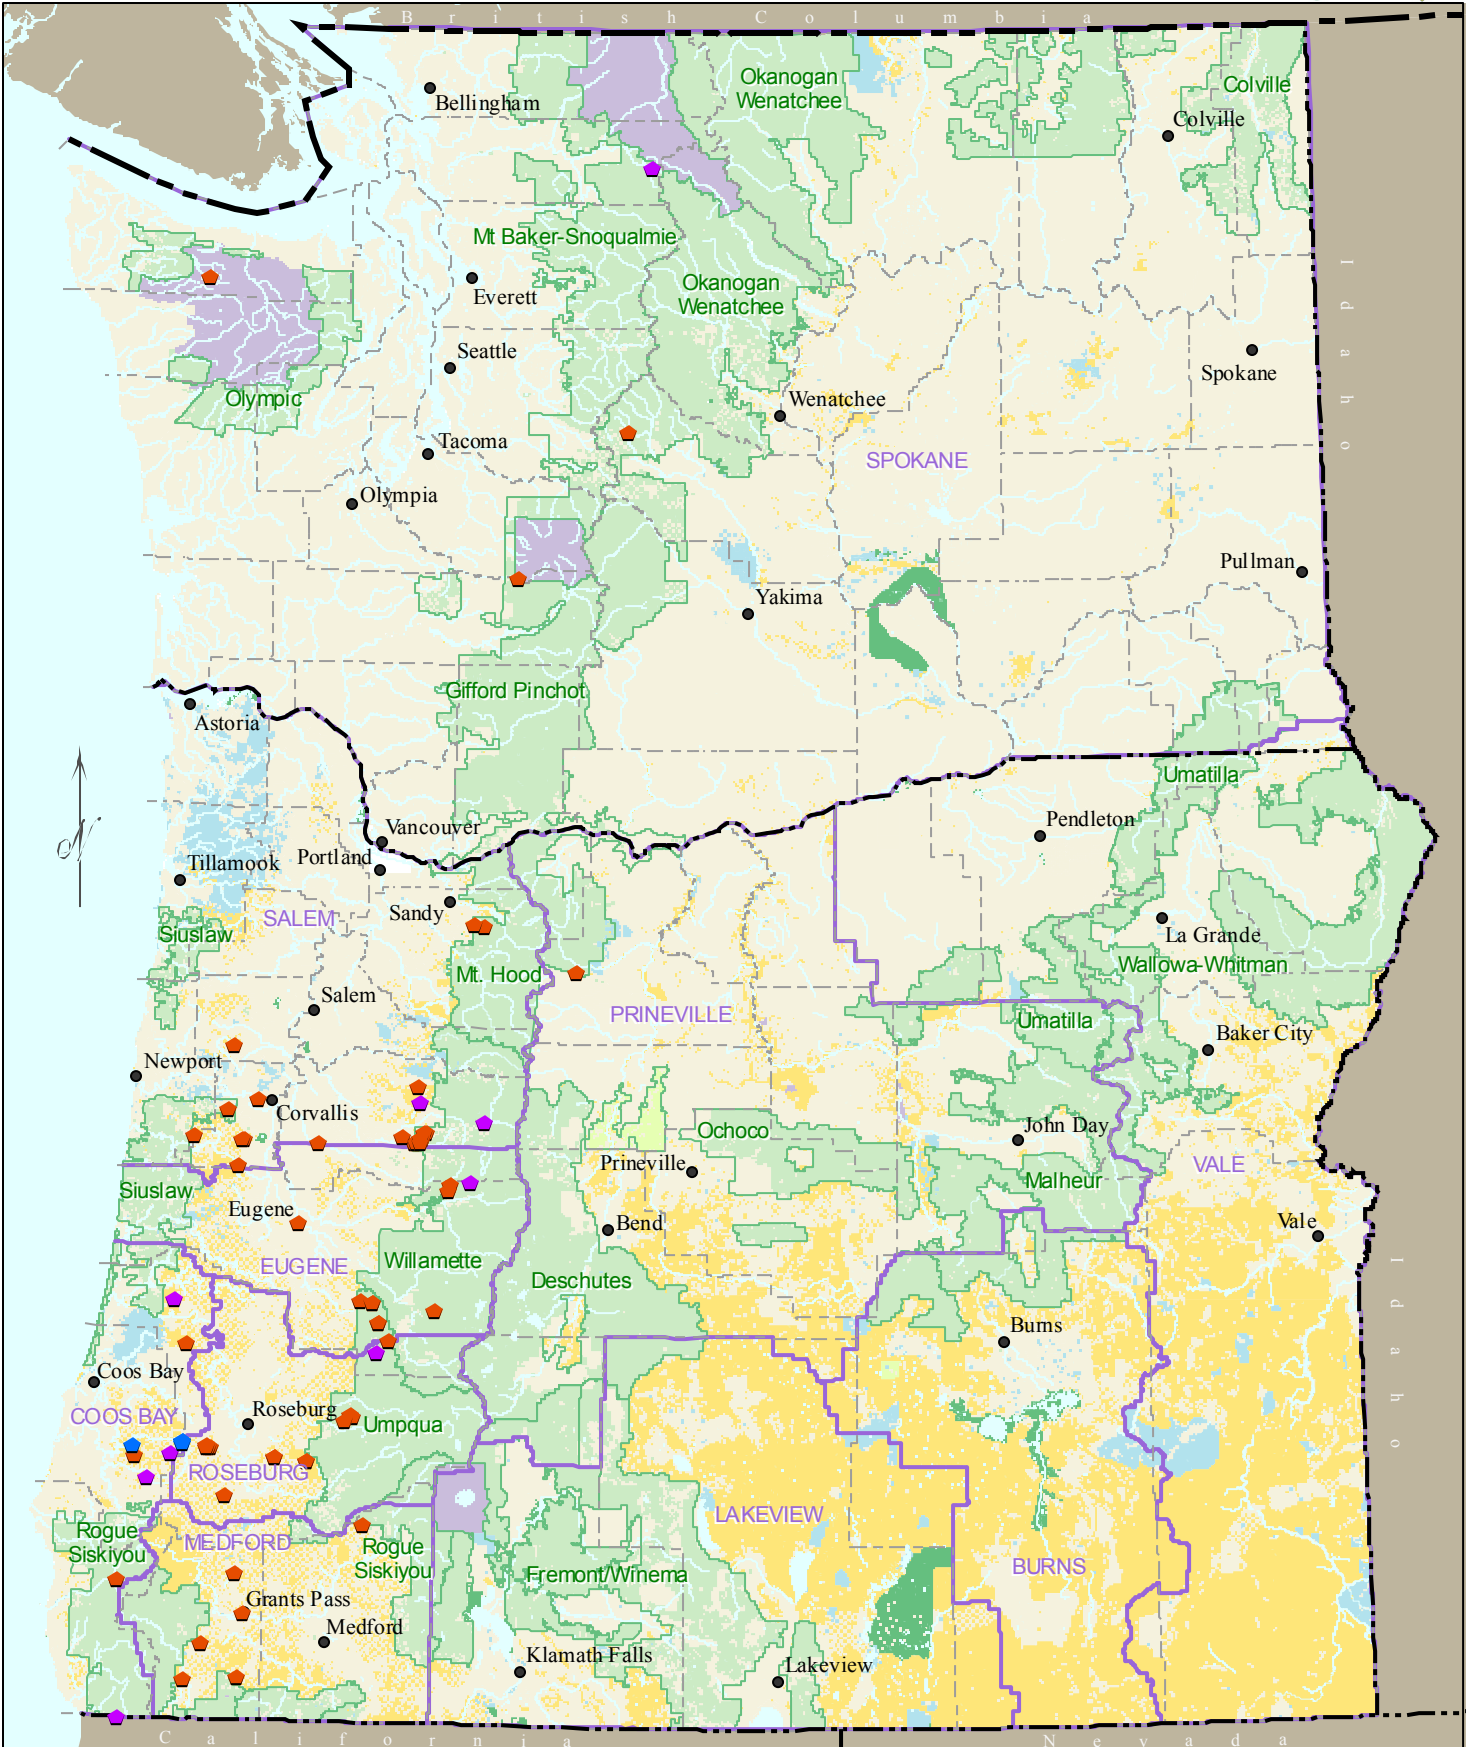 British Columbia
Okanogan
Wenatchee
Colville
Bellingham
Colville
Mt Baker-Snoqualmie
Idaho
Okanogan
Wenatchee
Everett
Seattle
Spokane
Olympic
Wenatchee
Tacoma
SPOKANE
Olympia
Pullman
Yakima
Gifford Pinchot
Astoria
Umatilla
Vancouver
Pendleton
Portland
Tillamook
N
Sandy
SALEM
Siuslaw
La Grande
Wallowa-Whitman
Mt. Hood
Salem
PRINEVILLE
Umatilla
Baker City
Newport
Corvallis
Ochoco
John Day
Prineville
VALE
Malheur
Siuslaw
Eugene
Bend
Vale
EUGENE
Willamette
Deschutes
Idaho
Burns
Coos Bay
COOS BAY
Roseburg
Umpqua
ROSEBURG
LAKEVIEW
Rogue
Siskiyou
MEDFORD
Rogue
Siskiyou
BURNS
Fremont/Winema
Grants Pass
Medford
Klamath Falls
Lakeview
California
Nevada